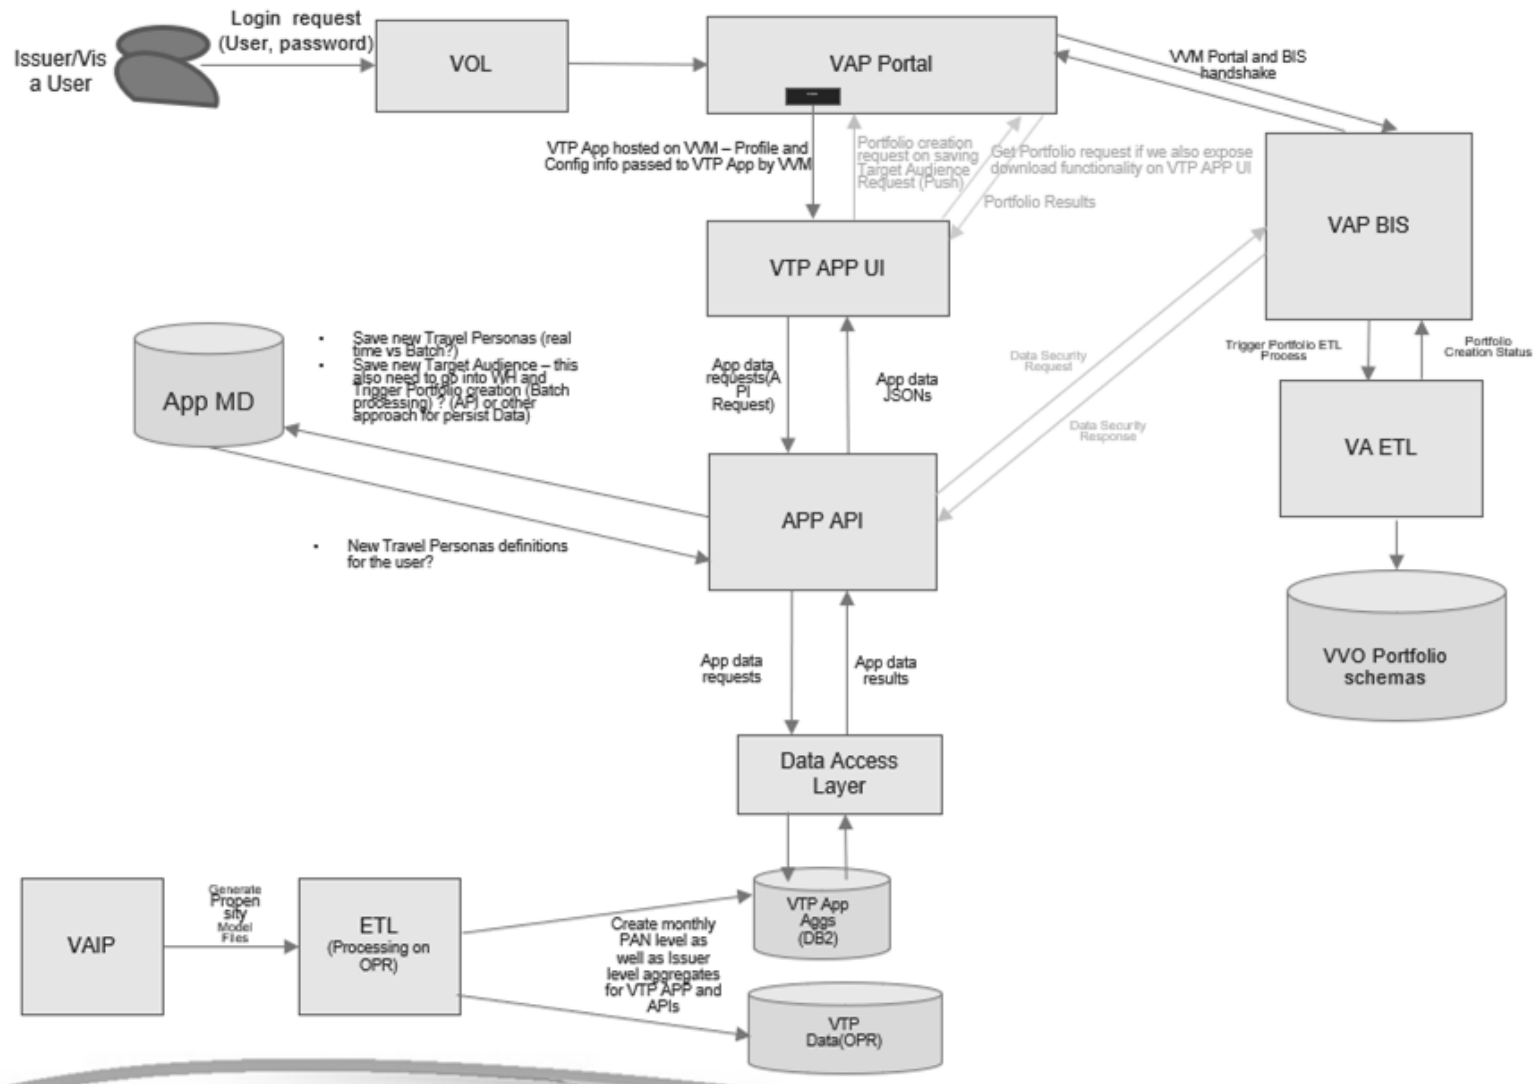 Login request
(User, password)
Issuer/Vis
a User
VOL
VAP Portal
VVM Portal and BIS
handshake
VTP App hosted on VVM – Profile and
Config info passed to VTP App by VVM
Portfolio creation
request on saving
Target Audience
Request (Push)
Get Portfolio request if we also expose
download functionality on VTP APP UI
Portfolio Results
VAP BIS
VTP APP UI
App MD
▪ Save new Travel Personas (real
time vs Batch?)
▪ Save new Target Audience – this
also need to go into WH and
Trigger Portfolio creation (Batch
processing) ? (API or other
approach for persist Data)
App data
requests(A
PI
Request)
App data
JSONs
Data Security
Request
Data Security
Response
Trigger Portfolio ETL
Process
Portfolio
Creation Status
VA ETL
APP API
▪ New Travel Personas definitions
for the user?
VVO Portfolio
schemas
App data
requests
App data
results
Data Access
Layer
VAIP
Generate
Propen
sity
Model
Files
ETL
(Processing on
OPR)
Create monthly
PAN level as
well as Issuer
level aggregates
for VTP APP and
APIs
VTP App
Aggs
(DB2)
VTP
Data(OPR)